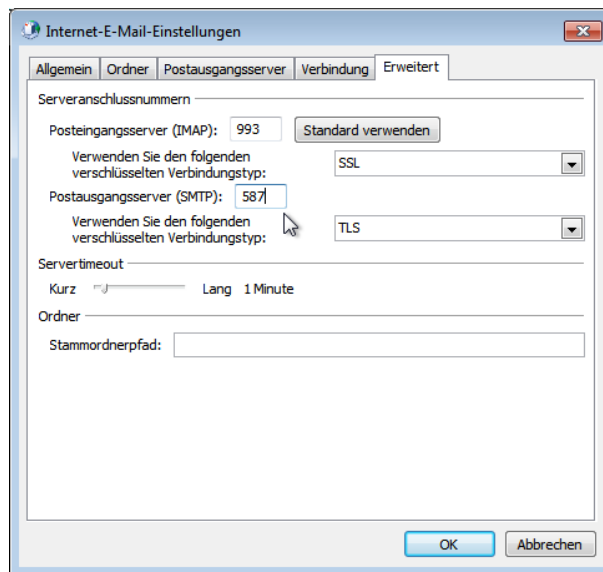 Internet-E-Mail-Einstellungen
Allgemein Ordner Postausgangsserver Verbindung Erweitert
Serveranschlussnummern
Posteingangsserver (IMAP): 993 Standard verwenden
Verwenden Sie den folgenden
verschlüsselten Verbindungstyp: SSL
Postausgangsserver (SMTP): 587
Verwenden Sie den folgenden
verschlüsselten Verbindungstyp: TLS
Servertimeout
Kurz Lang 1 Minute
Ordner
Stammordnerpfad:
OK Abbrechen